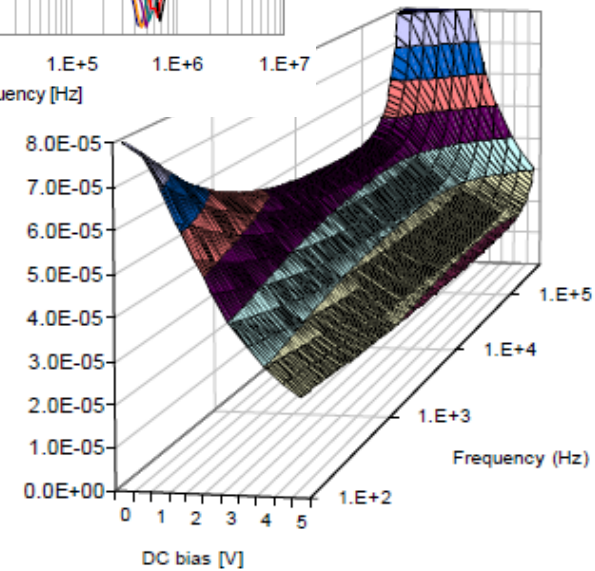 1.E+5 1.E+6 1.E+7
uency [Hz]
8.0E-05
7.0E-05
6.0E-05
5.0E-05
4.0E-05
3.0E-05
2.0E-05
1.0E-05
0.0E+00
0 1 2 3 4 5
DC bias [V]
1.E+5
1.E+4
1.E+3
1.E+2
Frequency (Hz)